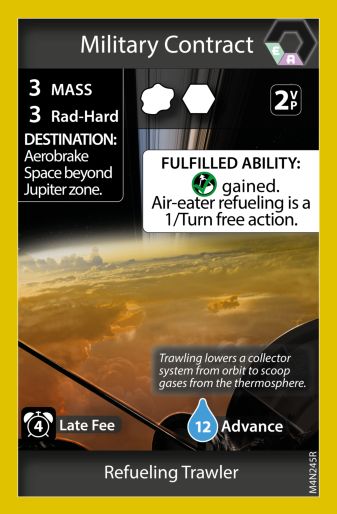 Military Contract
E A
3 MASS
3 Rad-Hard
DESTINATION:
Aerobrake
Space beyond
Jupiter zone.
2 VP
FULFILLED ABILITY:
gained.
Air-eater refueling is a
1/Turn free action.
Trawling lowers a collector
system from orbit to scoop
gases from the thermosphere.
4 Late Fee
12 Advance
Refueling Trawler
M4N245R